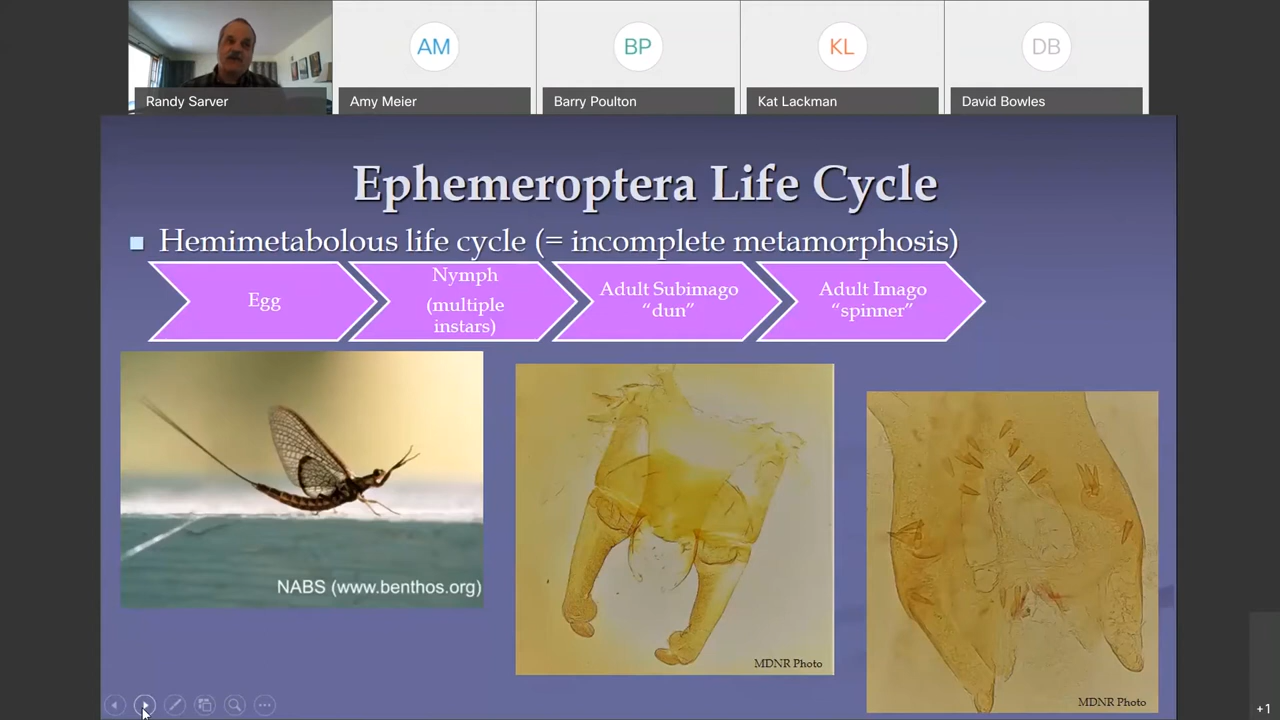 AM
BP
KL
DB
Randy Sarver
Amy Meier
Barry Poulton
Kat Lackman
David Bowles
Ephemeroptera Life Cycle
Hemimetabolous life cycle (= incomplete metamorphosis)
Egg
Nymph
(multiple
instars)
Adult Subimago
“dun”
Adult Imago
“spinner”
NABS (www.benthos.org)
MDNR Photo
MDNR Photo
+1